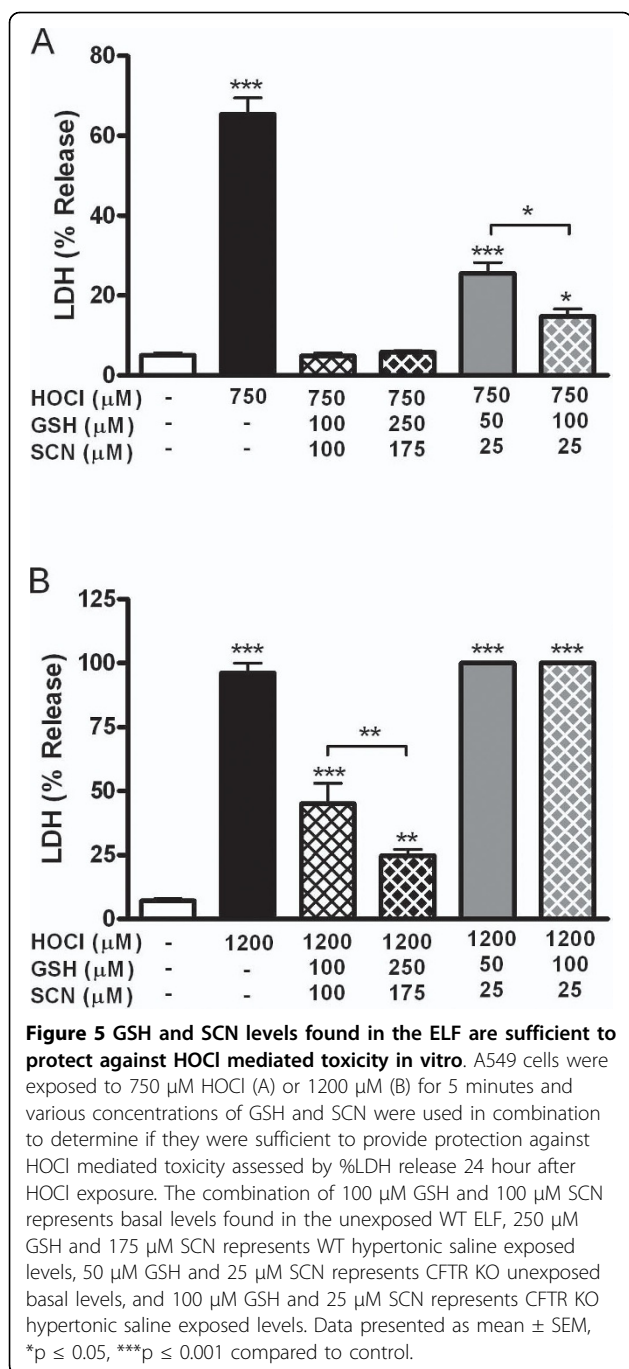 A
80
60
40
20
0
LDH (% Release)
***
***
*
*
HOCl (µM) - 750 750 750 750 750
GSH (µM) - - 100 250 50 100
SCN (µM) - - 100 175 25 25
B
125
100
75
50
25
0
LDH (% Release)
***
***
**
**
***
***
HOCl (µM) - 1200 1200 1200 1200 1200
GSH (µM) - - 100 250 50 100
SCN (µM) - - 100 175 25 25
Figure 5 GSH and SCN levels found in the ELF are sufficient to
protect against HOCl mediated toxicity in vitro. A549 cells were
exposed to 750 µM HOCl (A) or 1200 µM (B) for 5 minutes and
various concentrations of GSH and SCN were used in combination
to determine if they were sufficient to provide protection against
HOCl mediated toxicity assessed by %LDH release 24 hour after
HOCl exposure. The combination of 100 µM GSH and 100 µM SCN
represents basal levels found in the unexposed WT ELF, 250 µM
GSH and 175 µM SCN represents WT hypertonic saline exposed
levels, 50 µM GSH and 25 µM SCN represents CFTR KO unexposed
basal levels, and 100 µM GSH and 25 µM SCN represents CFTR KO
hypertonic saline exposed levels. Data presented as mean ± SEM,
*p ≤ 0.05, ***p ≤ 0.001 compared to control.